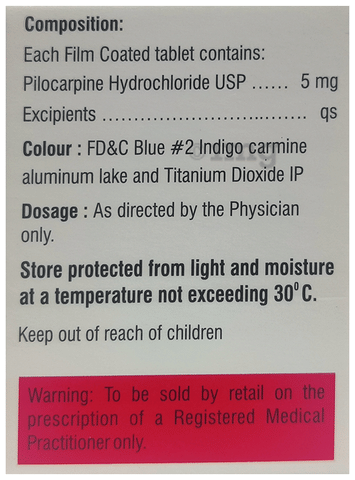 Composition:
Each Film Coated tablet contains:
Pilocarpine Hydrochloride USP ...... 5 mg
Excipients .................................. qs
Colour : FD&C Blue #2 Indigo carmine
aluminum lake and Titanium Dioxide IP
Dosage : As directed by the Physician
only.
Store protected from light and moisture
at a temperature not exceeding 30⁰ C.
Keep out of reach of children
Warning: To be sold by retail on the
prescription of a Registered Medical
Practitioner only.